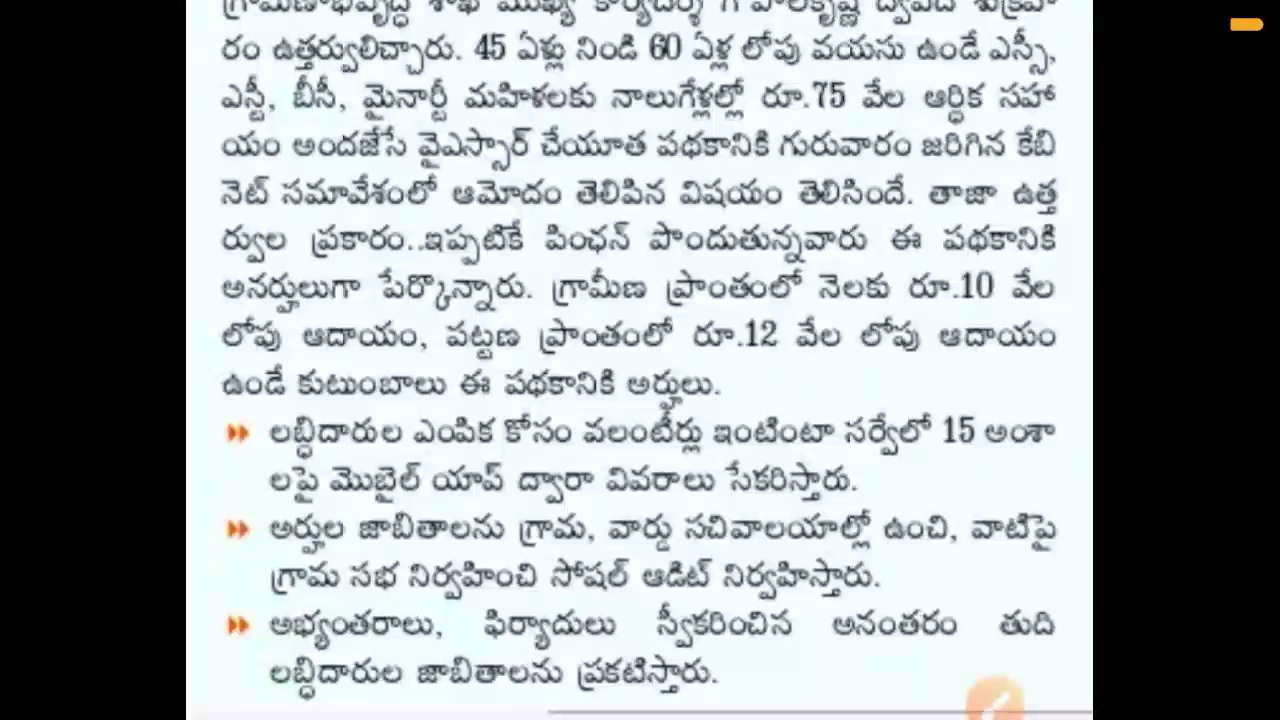 శాఖ ముఖ్య
రం ఉత్తర్వులిచ్చారు. 45 ఏళ్లు నిండి 60 ఏళ్ల లోపు వయసు ఉండే ఎస్సీ,
ఎస్టీ, బీసీ, మైనార్టీ మహిళలకు నాలుగేళ్లల్లో రూ.75 వేల ఆర్థిక సహా
యం అందజేసే వైఎస్సార్ చేయూత పథకానికి గురువారం జరిగిన కేబి
నెట్ సమావేశంలో ఆమోదం తెలిపిన విషయం తెలిసిందే. తాజా ఉత్త
ర్వుల ప్రకారం..ఇప్పటికే పింఛన్ పొందుతున్నవారు ఈ పథకానికి
అనర్హులుగా పేర్కొన్నారు. గ్రామీణ ప్రాంతంలో నెలకు రూ.10 వేల
లోపు ఆదాయం, పట్టణ ప్రాంతంలో రూ.12 వేల లోపు ఆదాయం
ఉండే కుటుంబాలు ఈ పథకానికి అర్హులు.
లబ్ధిదారుల ఎంపిక కోసం వలంటీర్లు ఇంటింటా సర్వేలో 15 అంశా
లపై మొబైల్ యాప్ ద్వారా వివరాలు సేకరిస్తారు.
అర్హుల జాబితాలను గ్రామ, వార్డు సచివాలయాల్లో ఉంచి, వాటిపై
గ్రామ సభ నిర్వహించి సోషల్ ఆడిట్ నిర్వహిస్తారు.
అభ్యంతరాలు, ఫిర్యాదులు స్వీకరించిన అనంతరం తుది
లబ్ధిదారుల జాబితాలను ప్రకటిస్తారు.